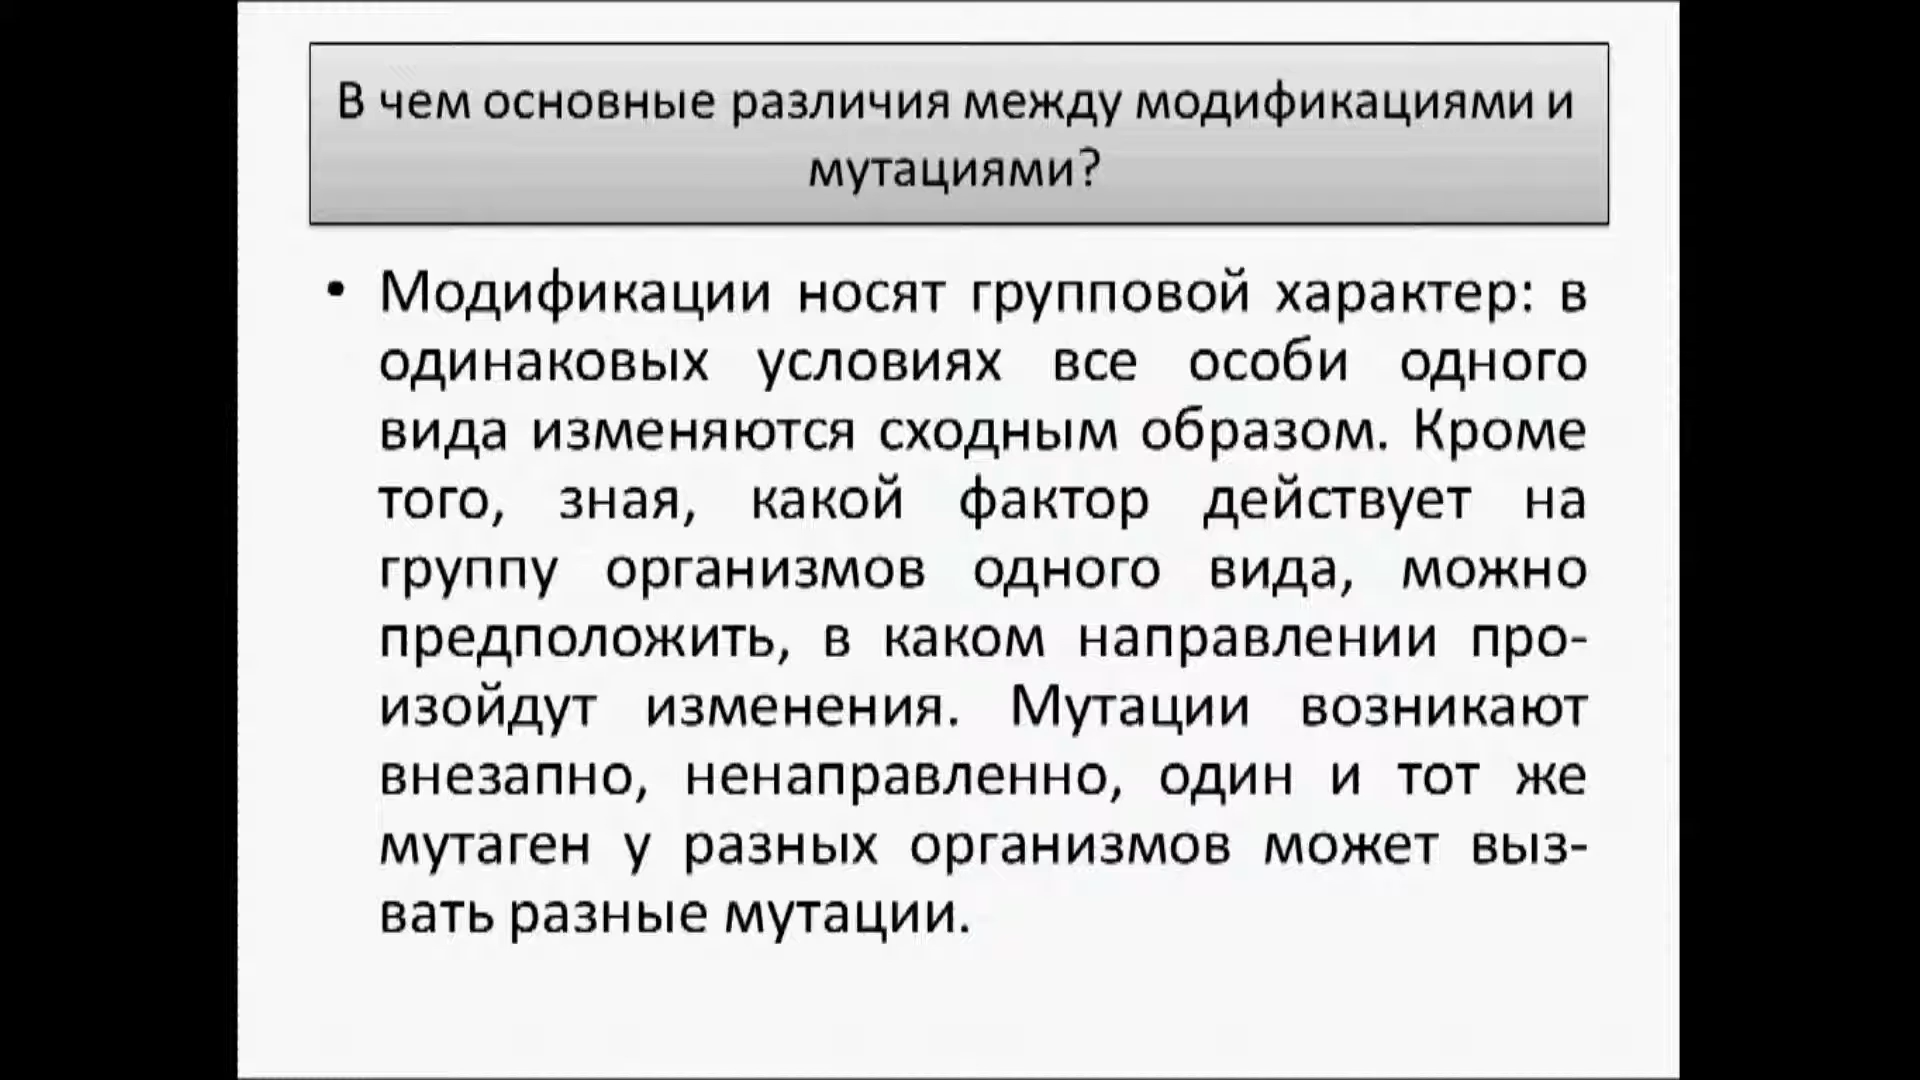 В чем основные различия между модификациями и
мутациями?
• Модификации носят групповой характер: в
одинаковых условиях все особи одного
вида изменяются сходным образом. Кроме
того, зная, какой фактор действует на
группу организмов одного вида, можно
предположить, в каком направлении про-
изойдут изменения. Мутации возникают
внезапно, ненаправленно, один и тот же
мутаген у разных организмов может выз-
вать разные мутации.